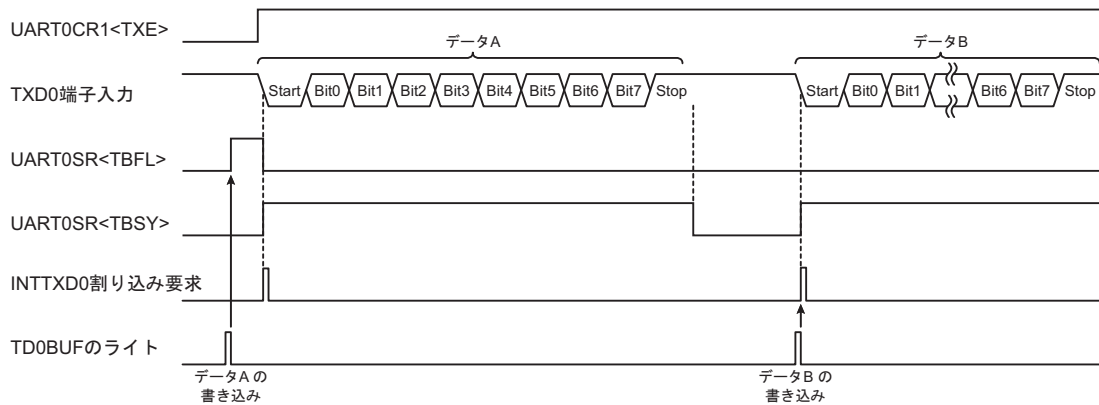 UART0CR1<TXE>
データA
データB
TXD0端子入力
Start Bit0 Bit1 Bit2 Bit3 Bit4 Bit5 Bit6 Bit7 Stop
Start Bit0 Bit1 Bit6 Bit7 Stop
UART0SR<TBFL>
UART0SR<TBSY>
INTTXD0割り込み要求
TD0BUFのライト
データA の
書き込み
データB の
書き込み